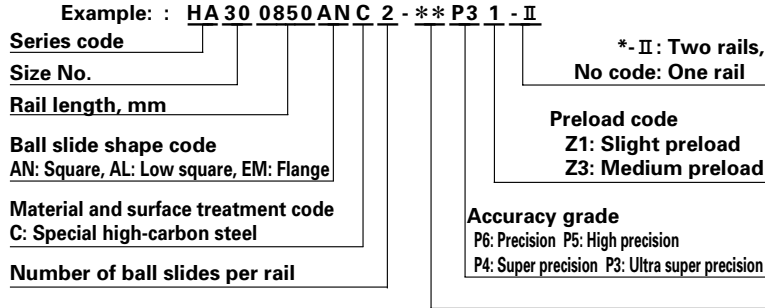 Example: : HA 30 0850 AN C 2 - ** P3 1 - Ⅱ
Series code
Size No.
Rail length, mm
Ball slide shape code
AN: Square, AL: Low square, EM: Flange
Material and surface treatment code
C: Special high-carbon steel
Number of ball slides per rail
*-Ⅱ: Two rails,
No code: One rail
Preload code
Z1: Slight preload
Z3: Medium preload
Accuracy grade
P6: Precision P5: High precision
P4: Super precision P3: Ultra super precision